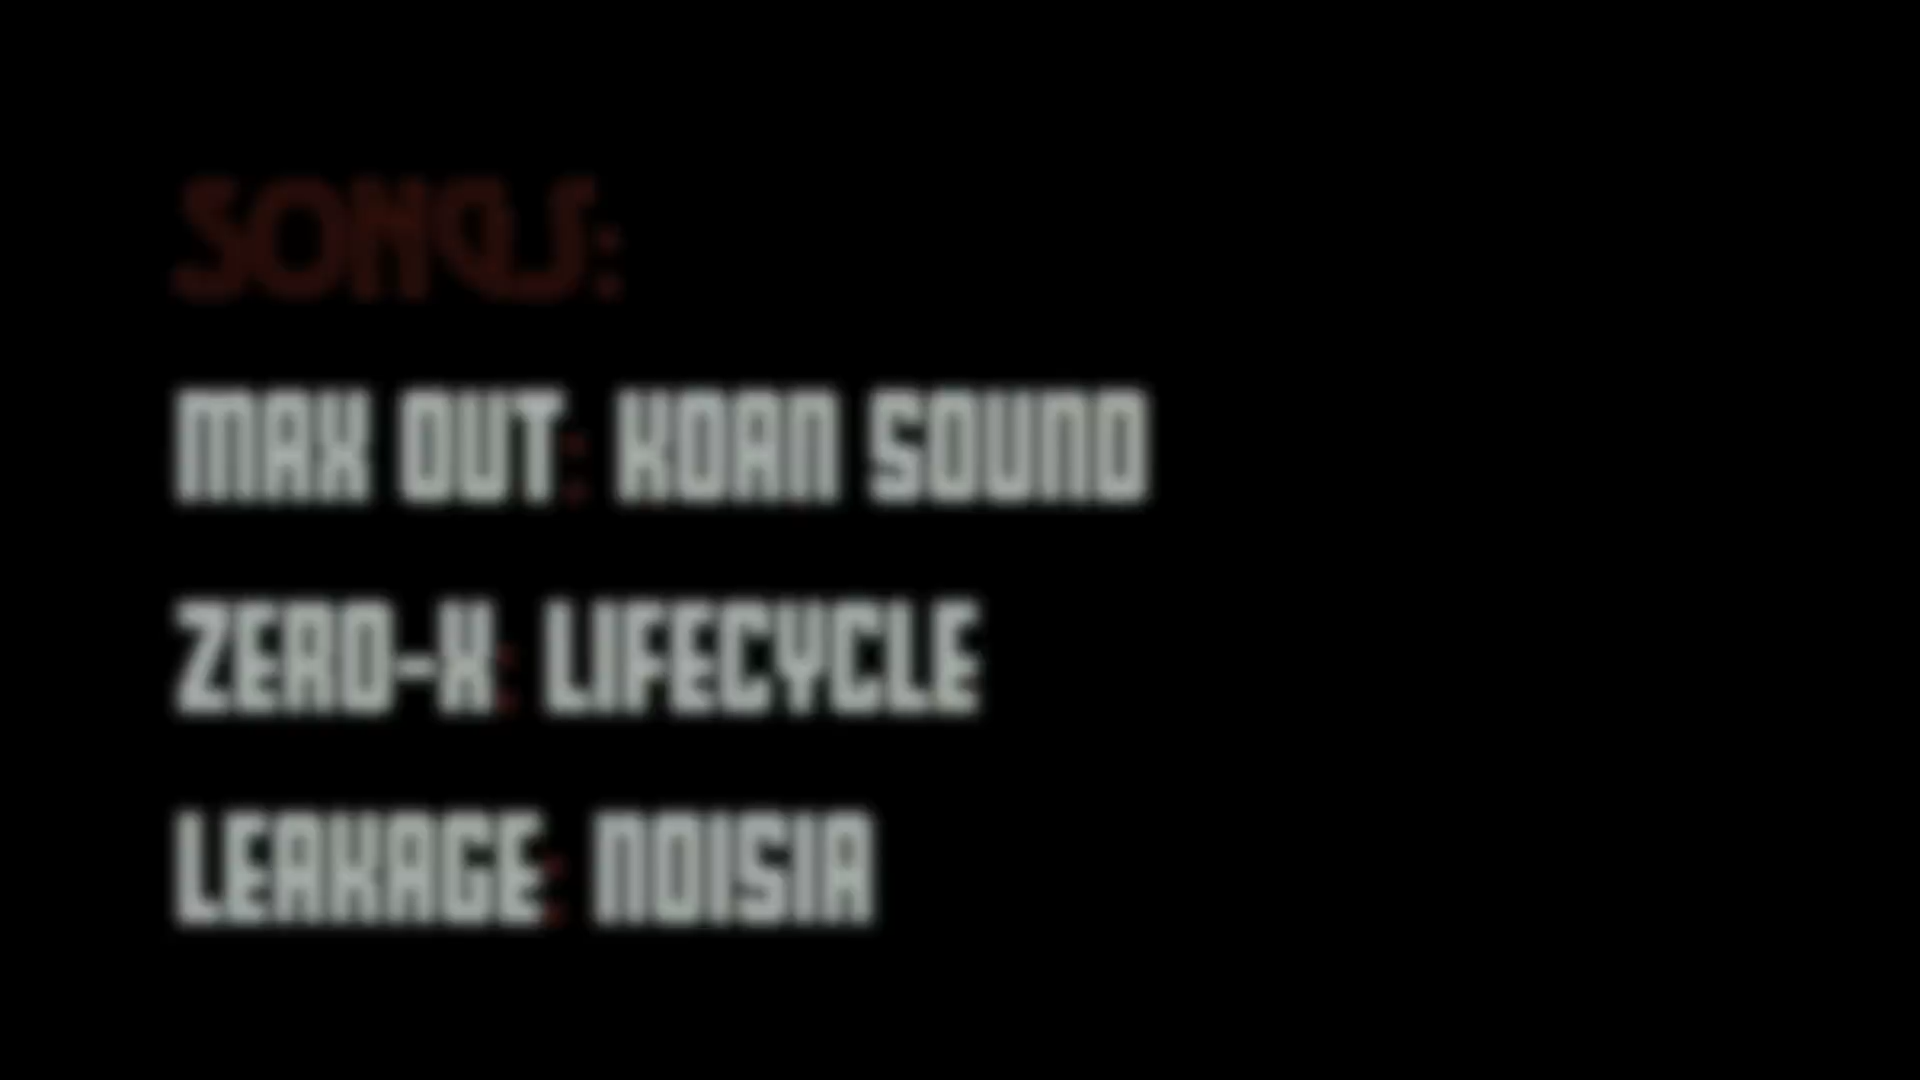 SONGS:
MAX OUT: KOAN SOUND
ZERO-X: LIFECYCLE
LEAKAGE: NOISIA